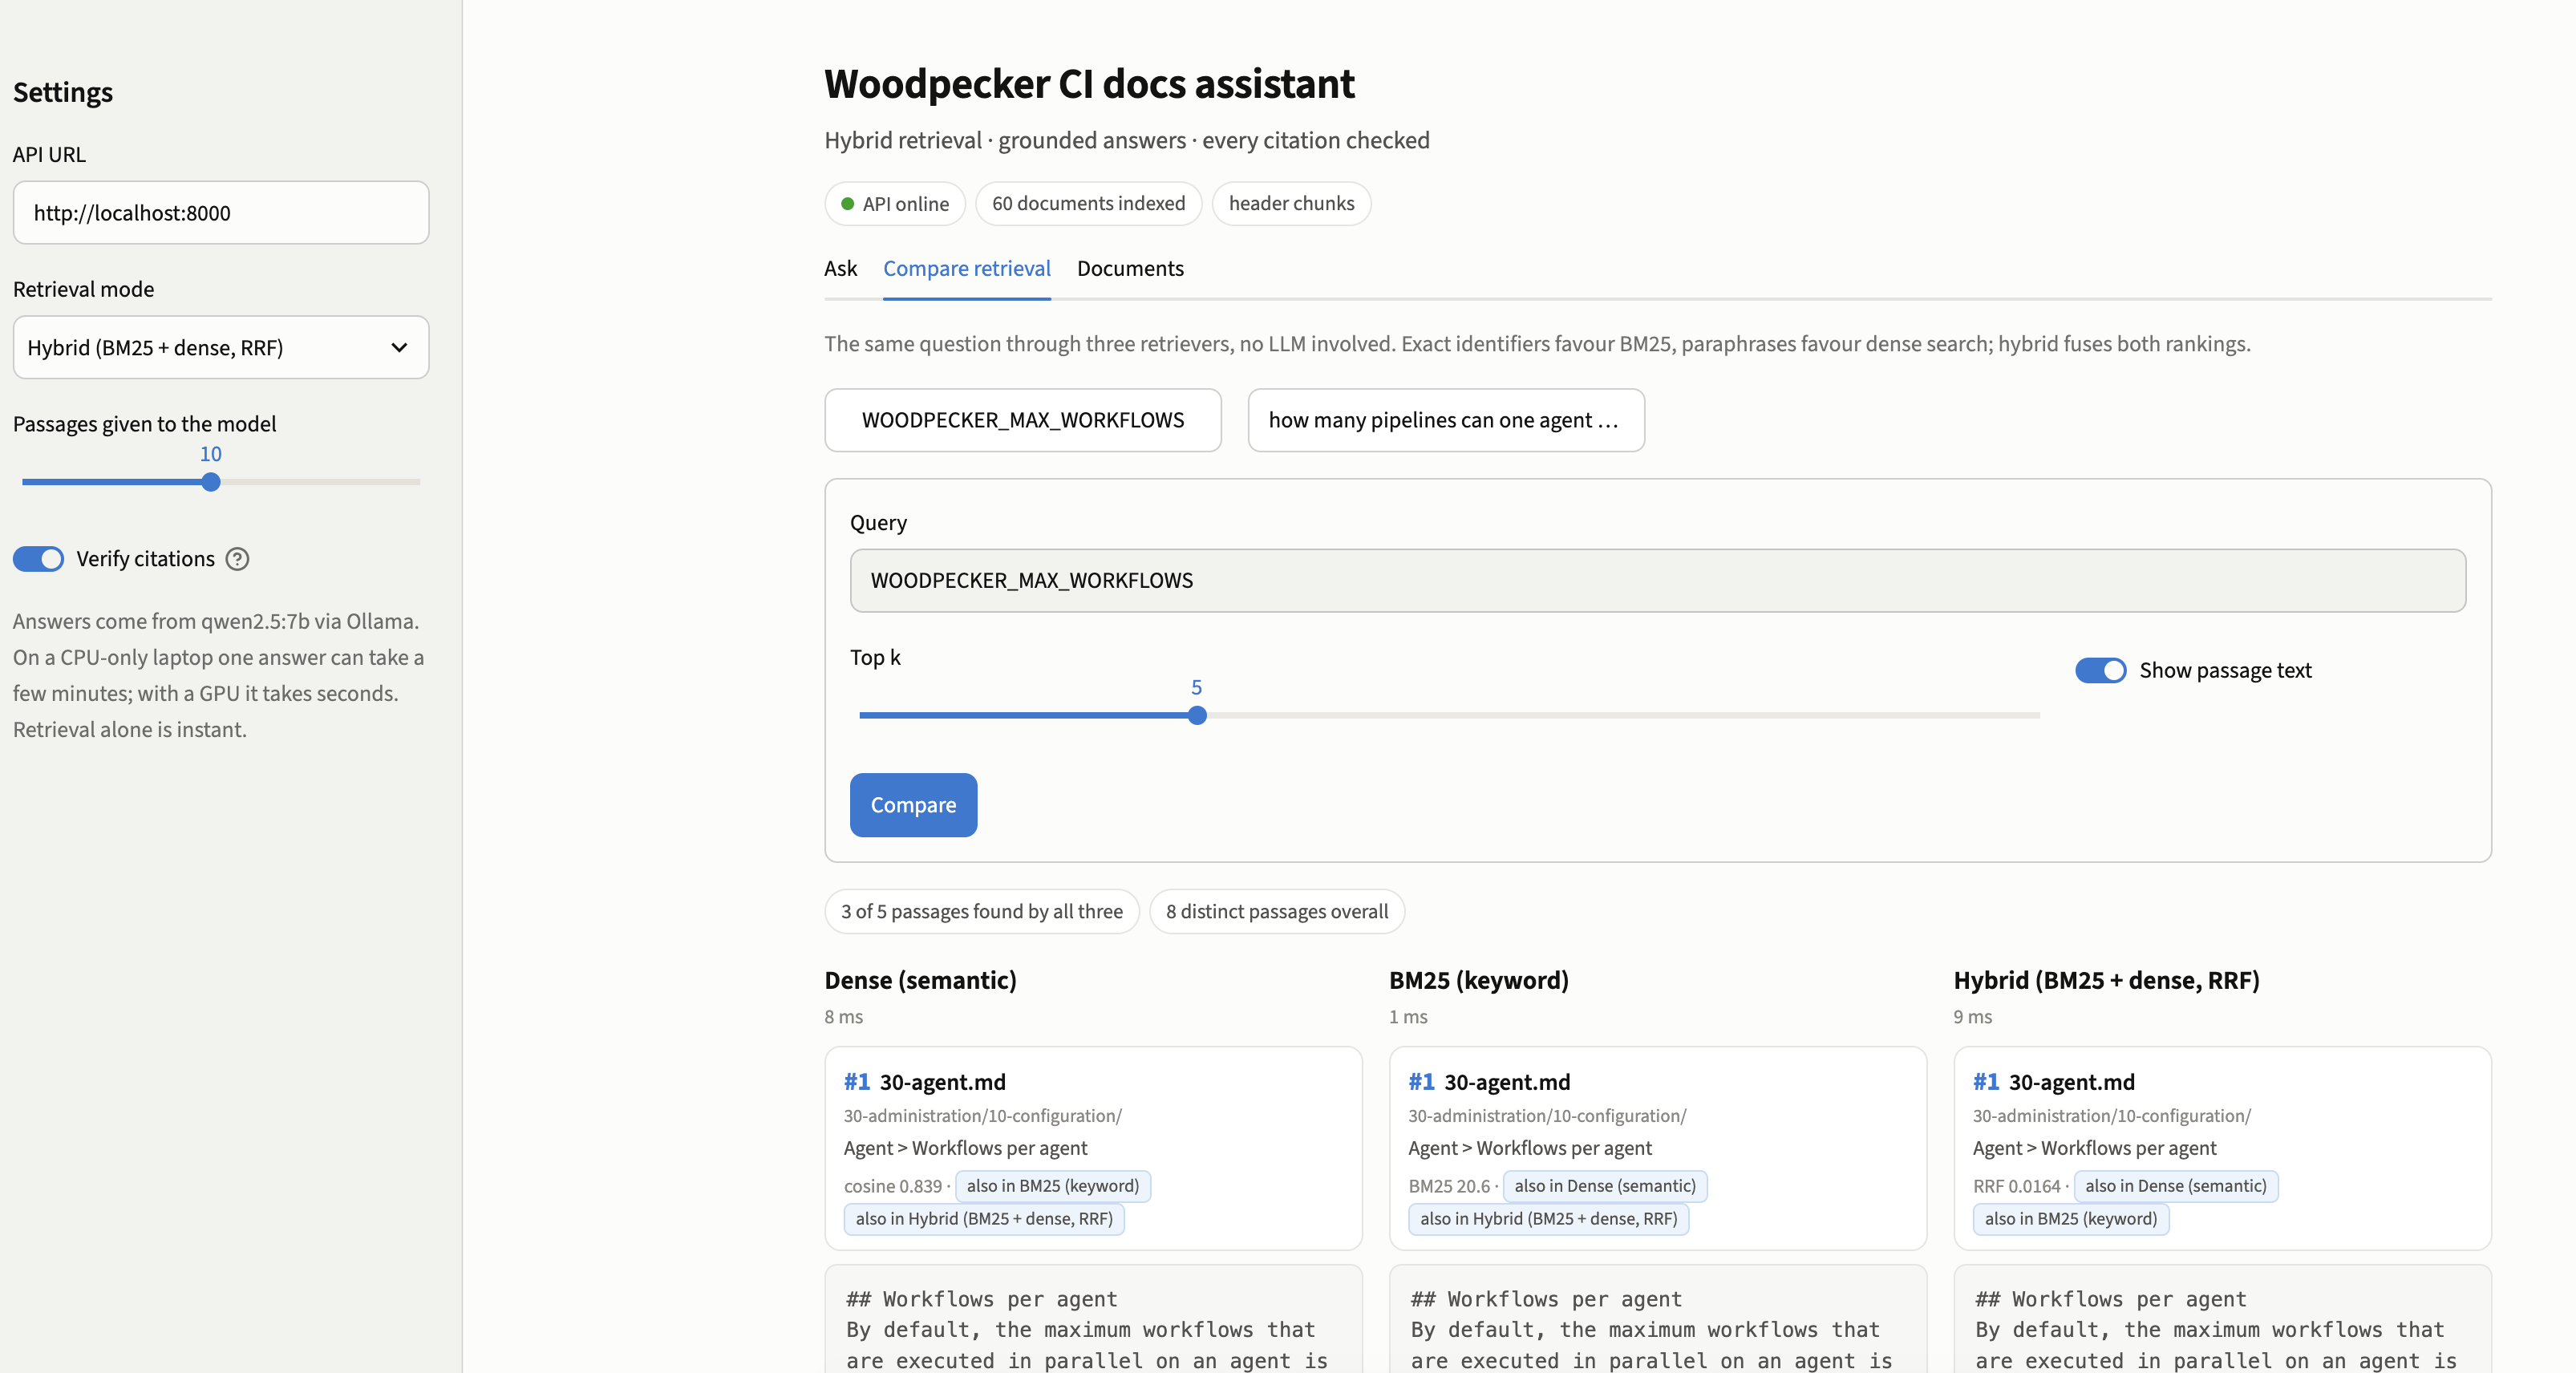 Settings
API URL
http://localhost:8000
Retrieval mode
Hybrid (BM25 + dense, RRF)
Passages given to the model
10
Verify citations
Answers come from qwen2.5:7b via Ollama.
On a CPU-only laptop one answer can take a
few minutes; with a GPU it takes seconds.
Retrieval alone is instant.
Woodpecker CI docs assistant
Hybrid retrieval · grounded answers · every citation checked
API online
60 documents indexed
header chunks
Ask
Compare retrieval
Documents
The same question through three retrievers, no LLM involved. Exact identifiers favour BM25, paraphrases favour dense search; hybrid fuses both rankings.
WOODPECKER_MAX_WORKFLOWS
how many pipelines can one agent …
Query
WOODPECKER_MAX_WORKFLOWS
Top k
5
Show passage text
Compare
3 of 5 passages found by all three
8 distinct passages overall
Dense (semantic)
8 ms
#1 30-agent.md
30-administration/10-configuration/
Agent > Workflows per agent
cosine 0.839 · also in BM25 (keyword)
also in Hybrid (BM25 + dense, RRF)
## Workflows per agent
By default, the maximum workflows that
are executed in parallel on an agent is
BM25 (keyword)
1 ms
#1 30-agent.md
30-administration/10-configuration/
Agent > Workflows per agent
BM25 20.6 · also in Dense (semantic)
also in Hybrid (BM25 + dense, RRF)
## Workflows per agent
By default, the maximum workflows that
are executed in parallel on an agent is
Hybrid (BM25 + dense, RRF)
9 ms
#1 30-agent.md
30-administration/10-configuration/
Agent > Workflows per agent
RRF 0.0164 · also in Dense (semantic)
also in BM25 (keyword)
## Workflows per agent
By default, the maximum workflows that
are executed in parallel on an agent is